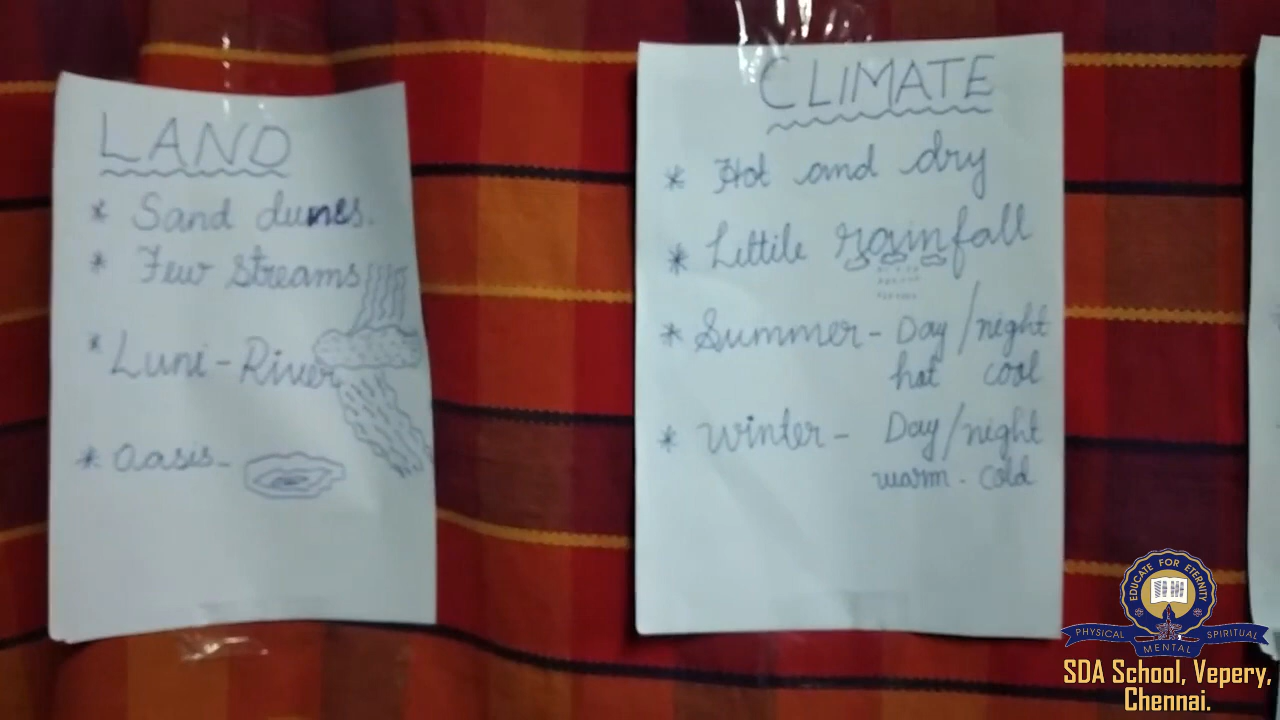 LAND
* Sand dunes.
* Few streams
* Luni-River
* Oasis-
CLIMATE
* Hot and dry
* Littile rainfall
* Summer - Day / night
hot cool
* Winter - Day / night
warm - cold
EDUCATE FOR ETERNITY
PHYSICAL MENTAL SPIRITUAL
SDA School, Vepery,
Chennai.